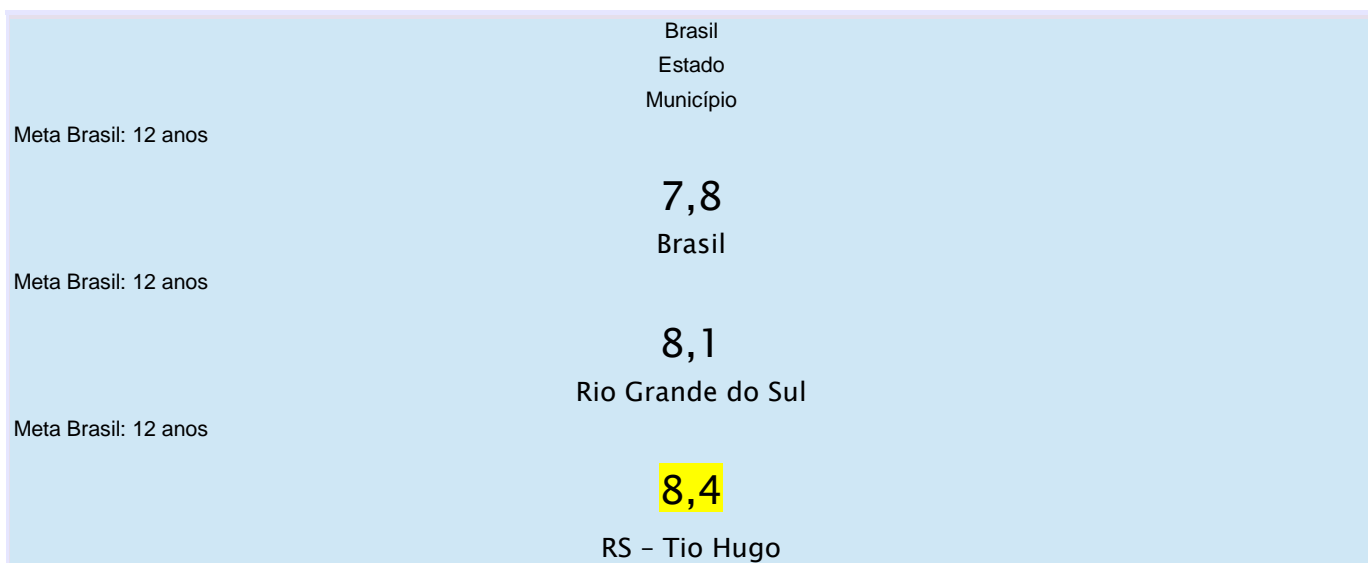 Brasil
Estado
Município
Meta Brasil: 12 anos
7,8
Brasil
Meta Brasil: 12 anos
8,1
Rio Grande do Sul
Meta Brasil: 12 anos
8,4
RS – Tio Hugo